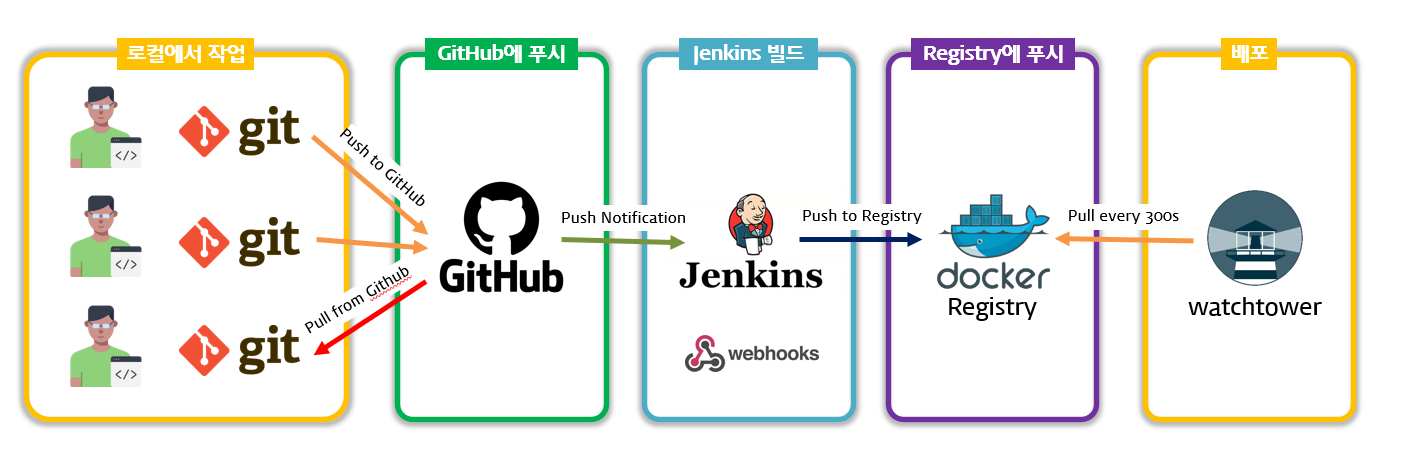 로컬에서 작업
GitHub에 푸시
Jenkins 빌드
Registry에 푸시
배포
</>
git
Push to GitHub
</>
git
Pull from Github
</>
git
GitHub
Push Notification
Jenkins
webhooks
Push to Registry
docker
Registry
Pull every 300s
watchtower